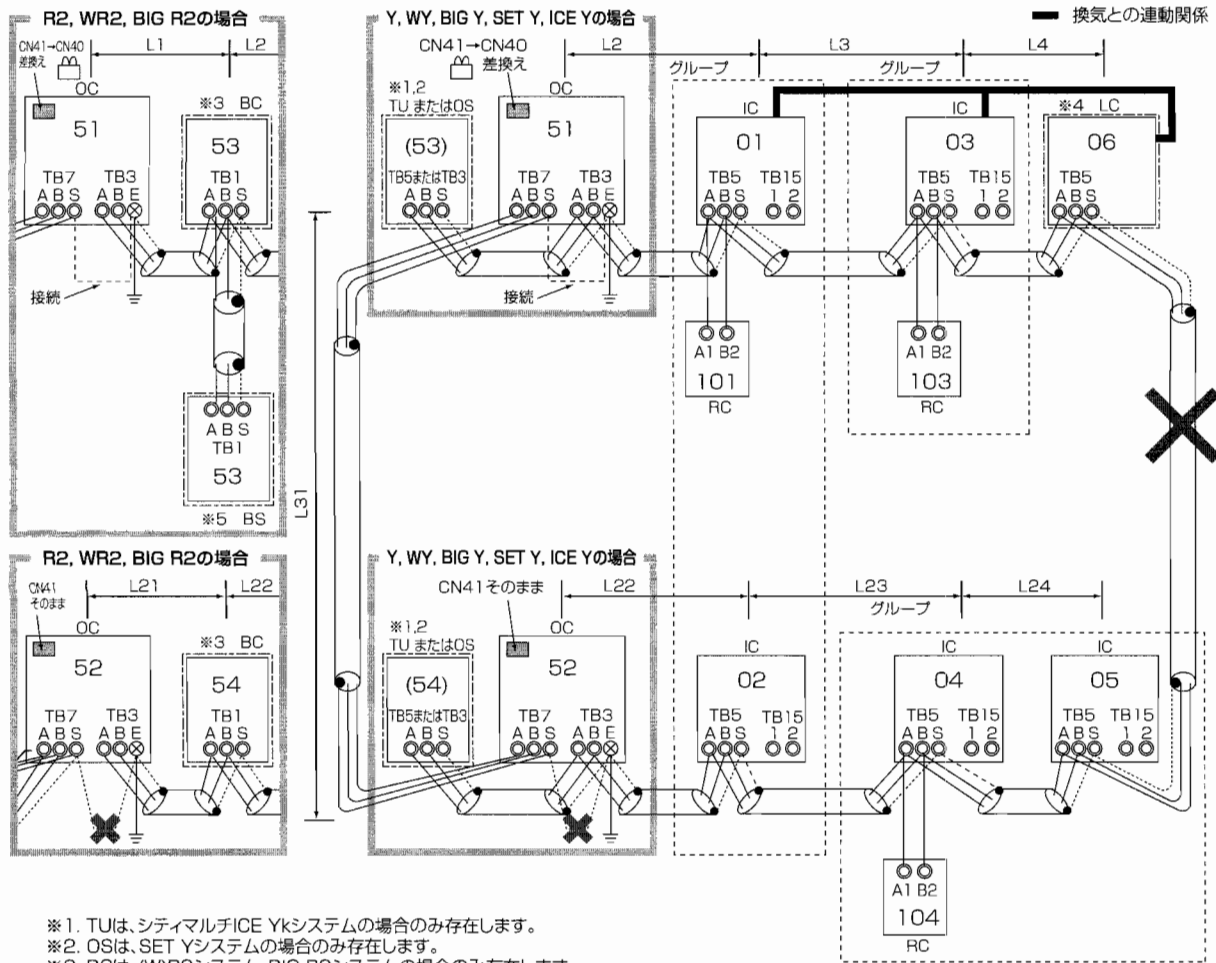 R2, WR2, BIG R2の場合
CN41→CN40
差換え
L1
L2
OC
51
TB7 TB3
A B S A B E
※3 BC
53
TB1
A B S
接続
A B S
TB1
53
※5 BS
Y, WY, BIG Y, SET Y, ICE Yの場合
CN41→CN40
差換え
L2
※1,2
TU またはOS
(53)
TB5またはTB3
A B S
OC
51
TB7 TB3
A B S A B E
接続
換気との連動関係
L3
L4
グループ
グループ
IC
01
TB5 TB15
A B S 1 2
A1 B2
101
RC
IC
03
TB5 TB15
A B S 1 2
A1 B2
103
RC
※4 LC
06
TB5
A B S
L31
R2, WR2, BIG R2の場合
CN41
そのまま
L21
L22
OC
52
TB7 TB3
A B S A B E
※3 BC
54
TB1
A B S
Y, WY, BIG Y, SET Y, ICE Yの場合
CN41そのまま
L22
※1,2
TU またはOS
(54)
TB5またはTB3
A B S
OC
52
TB7 TB3
A B S A B E
L23
L24
グループ
IC
02
TB5 TB15
A B S 1 2
IC
04
TB5 TB15
A B S 1 2
IC
05
TB5 TB15
A B S 1 2
A1 B2
104
RC
※1. TUは、シティマルチICE Ykシステムの場合のみ存在します。
※2. OSは、SET Yシステムの場合のみ存在します。